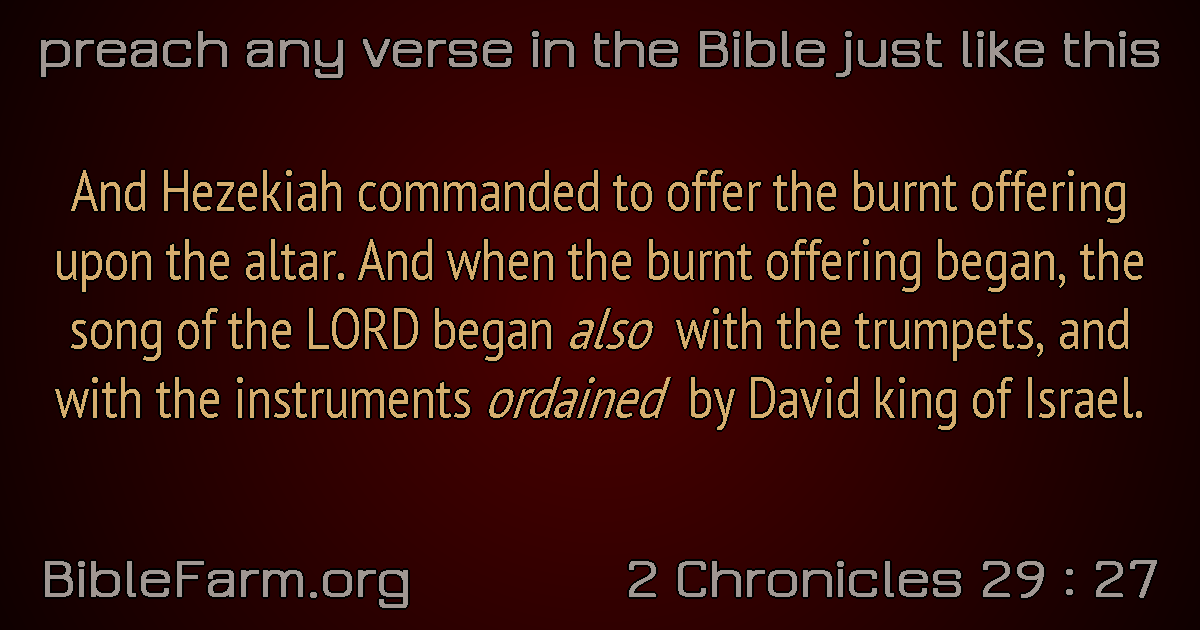 preach any verse in the Bible just like this
And Hezekiah commanded to offer the burnt offering
upon the altar. And when the burnt offering began, the
song of the LORD began also with the trumpets, and
with the instruments ordained by David king of Israel.
BibleFarm.org
2 Chronicles 29 : 27